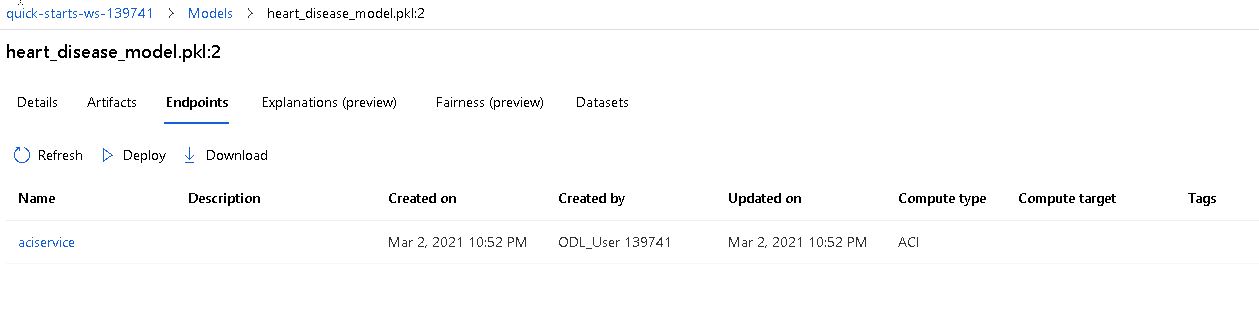 quick-starts-ws-139741 > Models > heart_disease_model.pkl:2
heart_disease_model.pkl:2
Details Artifacts Endpoints Explanations (preview) Fairness (preview) Datasets
Refresh Deploy Download
Name Description Created on Created by Updated on Compute type Compute target Tags
aciservice Mar 2, 2021 10:52 PM ODL_User 139741 Mar 2, 2021 10:52 PM ACI